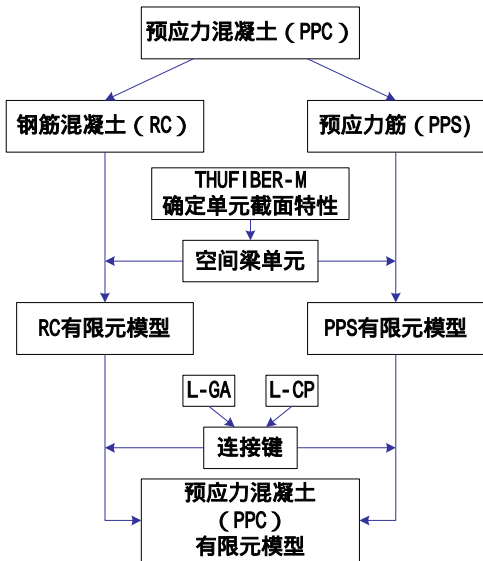 预应力混凝土(PPC)
钢筋混凝土(RC)
预应力筋(PPS)
THUFIBER-M
确定单元截面特性
空间梁单元
RC有限元模型
PPS有限元模型
L-GA
L-CP
连接键
预应力混凝土
(PPC)
有限元模型